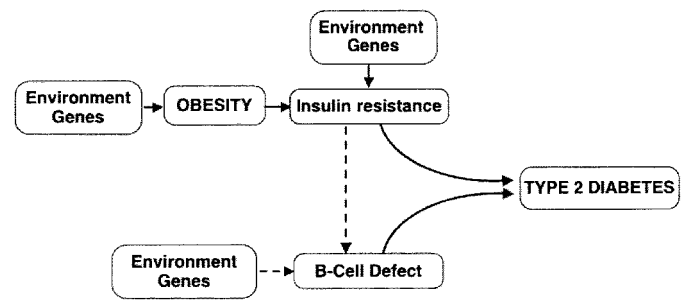 Environment
Genes
Environment
Genes
OBESITY
Insulin resistance
TYPE 2 DIABETES
Environment
Genes
B-Cell Defect